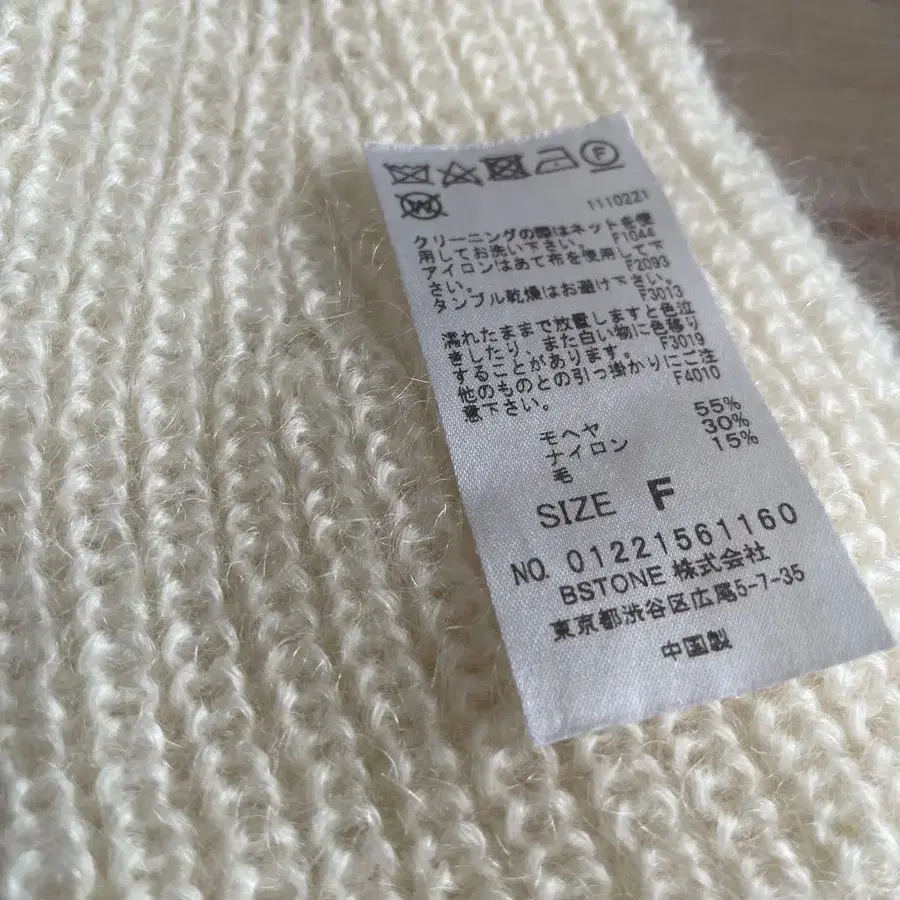 F
W
1110221
クリーニングの際はネットを使
用してお洗い下さい。 F1044
アイロンはあて布を使用して下
さい。 F2093
タンブル乾燥はお避け下さい。
F3013
濡れたままで放置しますと色泣
きしたり、また白い物に色移り
することがあります。 F3019
他のものとの引っ掛かりにご注
意下さい。 F4010
モヘヤ 55%
ナイロン 30%
毛 15%
SIZE F
NO. 01221561160
BSTONE 株式会社
東京都渋谷区広尾5-7-35
中国製